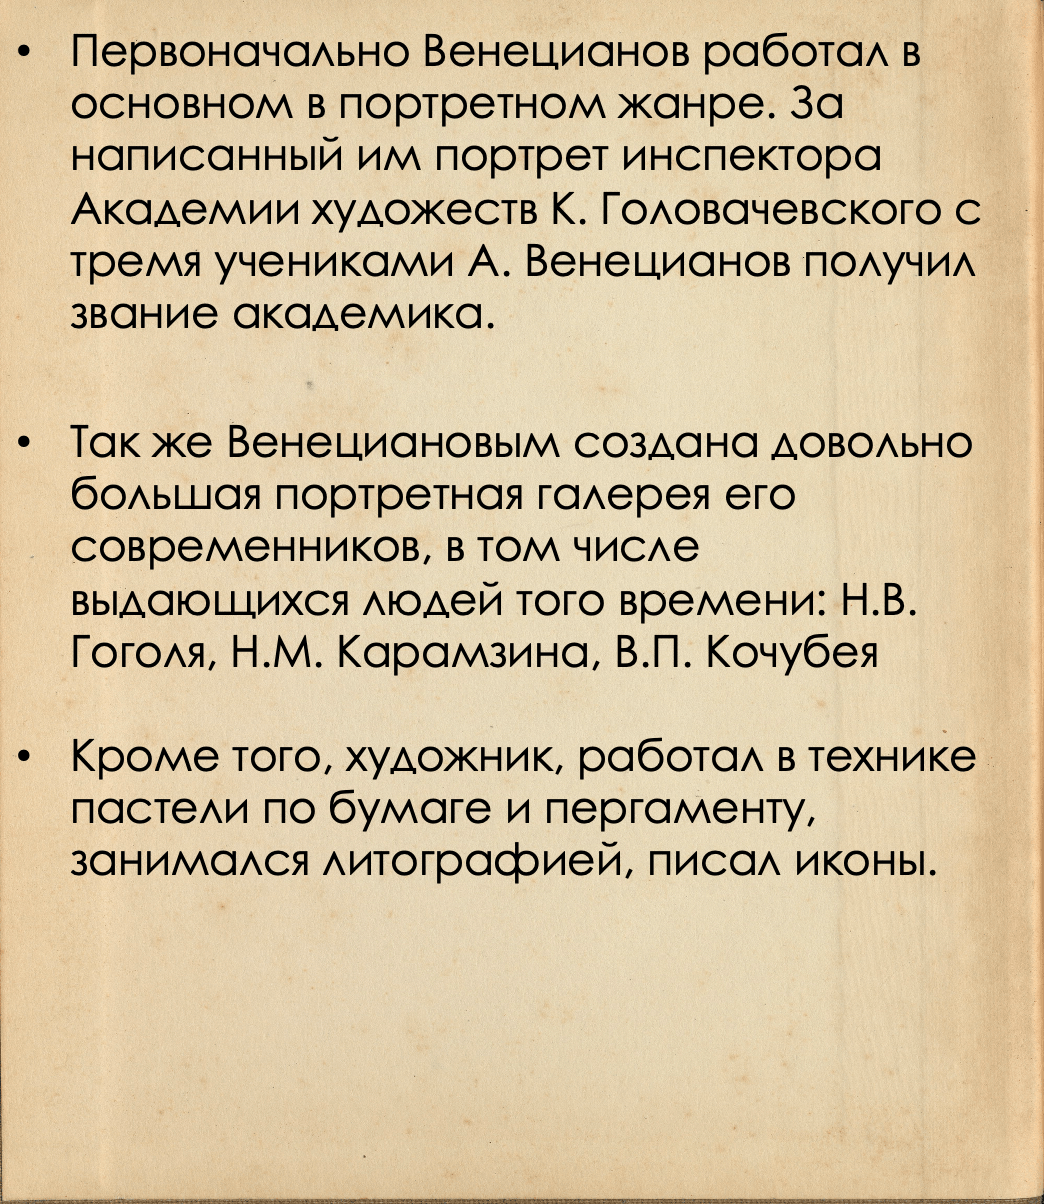 • Первоначально Венецианов работал в
основном в портретном жанре. За
написанный им портрет инспектора
Академии художеств К. Головачевского с
тремя учениками А. Венецианов получил
звание академика.
• Так же Венециановым создана довольно
большая портретная галерея его
современников, в том числе
выдающихся людей того времени: Н.В.
Гоголя, Н.М. Карамзина, В.П. Кочубея
• Кроме того, художник, работал в технике
пастели по бумаге и пергаменту,
занимался литографией, писал иконы.